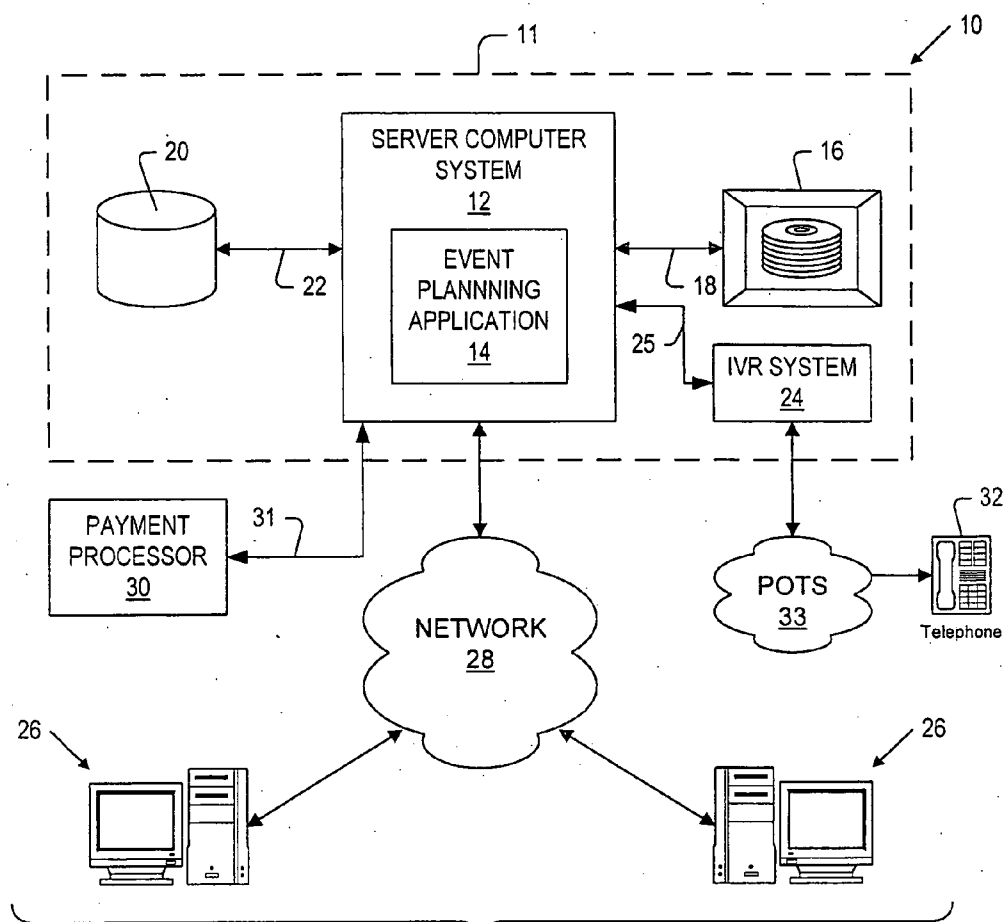 11
10
SERVER COMPUTER
SYSTEM
12
20
16
EVENT
PLANNNING
APPLICATION
14
22
18
25
IVR SYSTEM
24
PAYMENT
PROCESSOR
30
31
32
POTS
33
Telephone
NETWORK
28
26
26